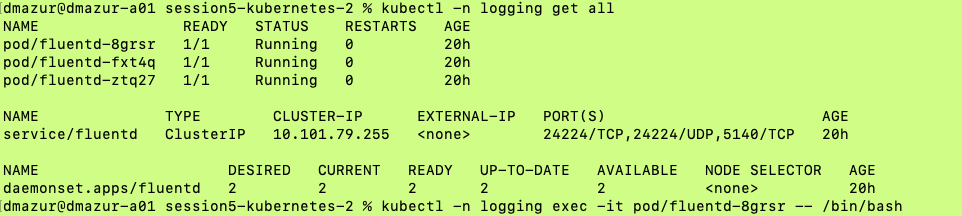 [dmazur@dmazur-a01 session5-kubernetes-2 % kubectl -n logging get all
NAME READY STATUS RESTARTS AGE
pod/fluentd-8grsr 1/1 Running 0 20h
pod/fluentd-fxt4q 1/1 Running 0 20h
pod/fluentd-ztq27 1/1 Running 0 20h
NAME TYPE CLUSTER-IP EXTERNAL-IP PORT(S) AGE
service/fluentd ClusterIP 10.101.79.255 <none> 24224/TCP,24224/UDP,5140/TCP 20h
NAME DESIRED CURRENT READY UP-TO-DATE AVAILABLE NODE SELECTOR AGE
daemonset.apps/fluentd 2 2 2 2 2 <none> 20h
[dmazur@dmazur-a01 session5-kubernetes-2 % kubectl -n logging exec -it pod/fluentd-8grsr -- /bin/bash